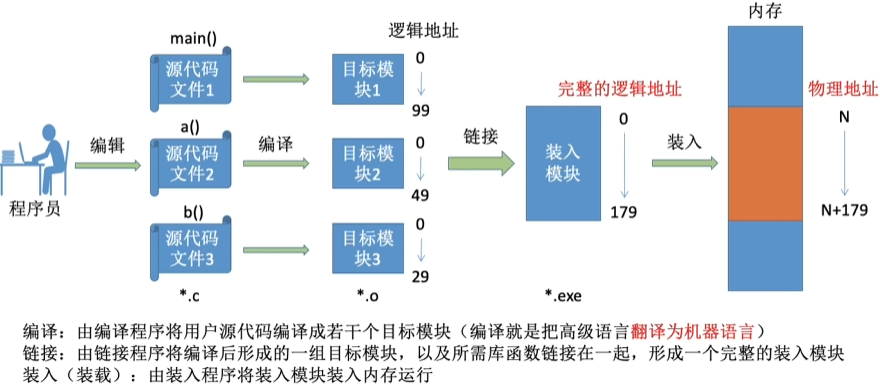 内存
main()
逻辑地址
源代码
文件1
目标模
块1
0
99
完整的逻辑地址
物理地址
编辑
a()
源代码
文件2
编译
目标模
块2
0
49
链接
装入
模块
0
179
装入
N
N+179
程序员
b()
源代码
文件3
目标模
块3
0
29
*.c
*.o
*.exe
编译：由编译程序将用户源代码编译成若干个目标模块（编译就是把高级语言翻译为机器语言）
链接：由链接程序将编译后形成的一组目标模块，以及所需库函数链接在一起，形成一个完整的装入模块
装入（装载）：由装入程序将装入模块装入内存运行